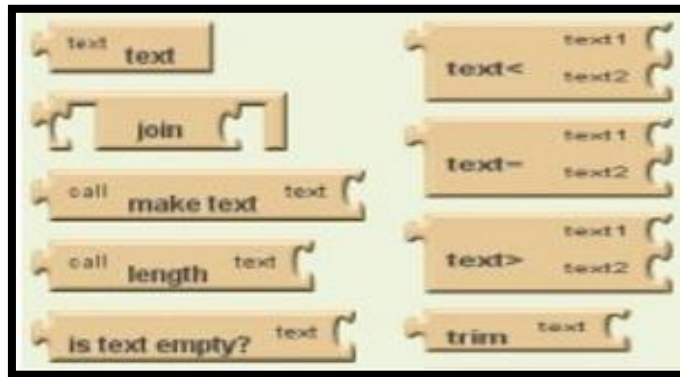 text text
join
call make text text
call length text
is text empty? text
text< text1
text2
text= text1
text2
text> text1
text2
trim text